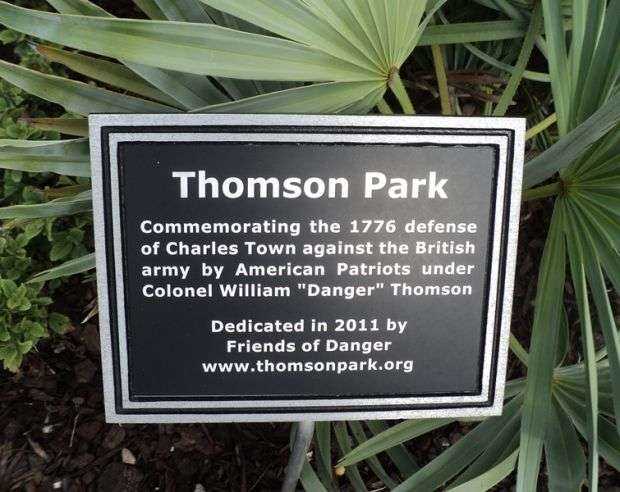 Thomson Park
Commemorating the 1776 defense
of Charles Town against the British
army by American Patriots under
Colonel William "Danger" Thomson
Dedicated in 2011 by
Friends of Danger
www.thomsonpark.org